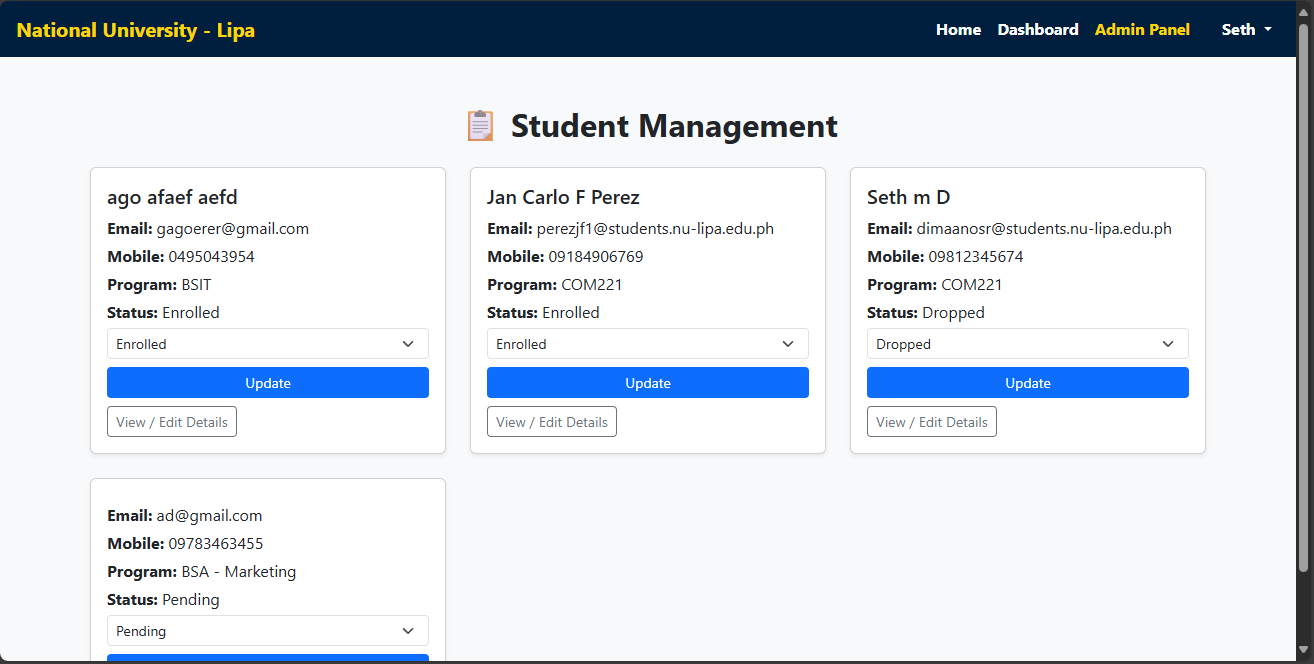 National University - Lipa
Home Dashboard Admin Panel Seth
Student Management
ago afaef aefd
Email: gagoerer@gmail.com
Mobile: 0495043954
Program: BSIT
Status: Enrolled
Enrolled
Update
View / Edit Details
Jan Carlo F Perez
Email: perezjf1@students.nu-lipa.edu.ph
Mobile: 09184906769
Program: COM221
Status: Enrolled
Enrolled
Update
View / Edit Details
Seth m D
Email: dimaanosr@students.nu-lipa.edu.ph
Mobile: 09812345674
Program: COM221
Status: Dropped
Dropped
Update
View / Edit Details
Email: ad@gmail.com
Mobile: 09783463455
Program: BSA - Marketing
Status: Pending
Pending